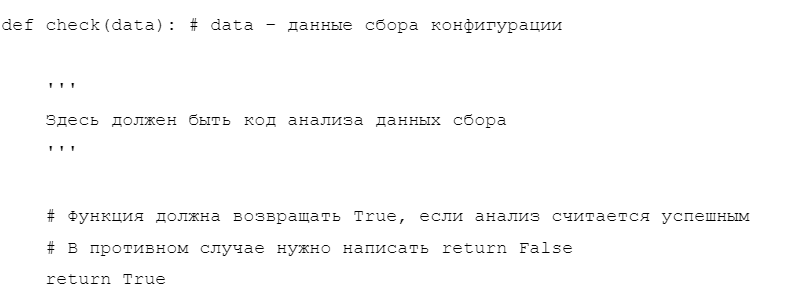 def check(data): # data – данные сбора конфигурации
'''
Здесь должен быть код анализа данных сбора
'''
# Функция должна возвращать True, если анализ считается успешным
# В противном случае нужно написать return False
return True